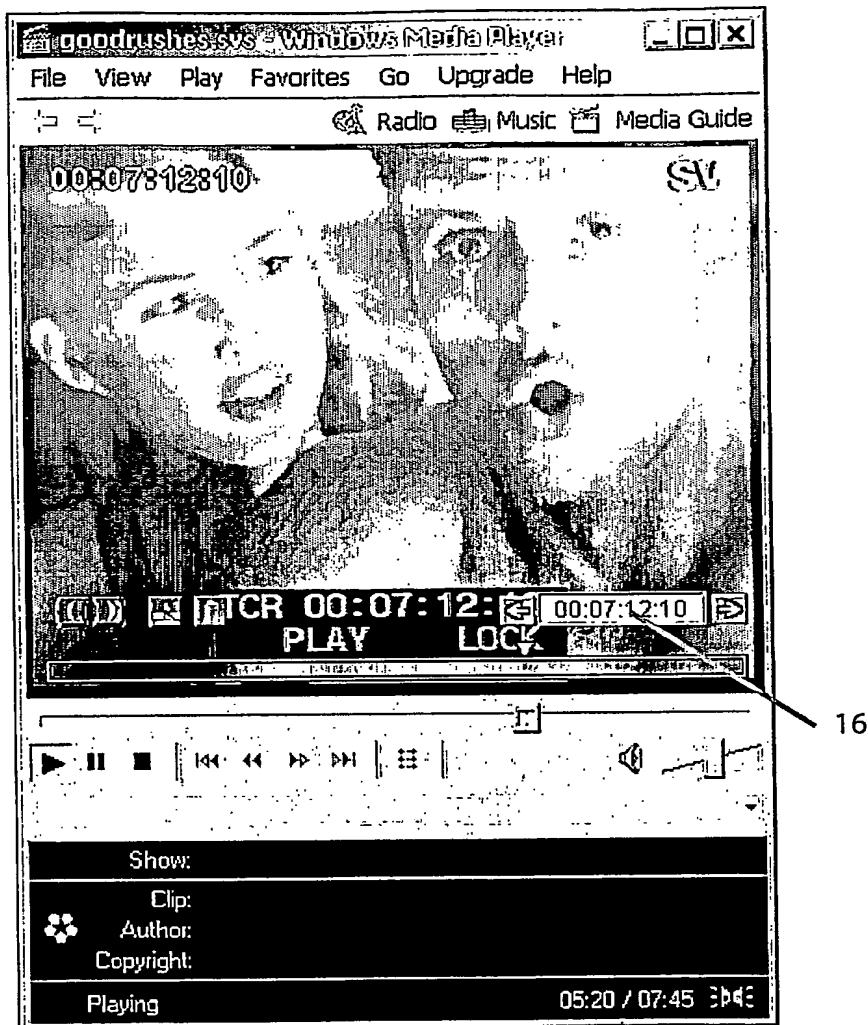 goodrushes.svs - Windows Media Player
File View Play Favorites Go Upgrade Help
Radio Music Media Guide
00:07:12:10
SV
TCR 00:07:12: 00:07:12:10
PLAY LOCK
16
Show:
Clip:
Author:
Copyright:
Playing 05:20 / 07:45